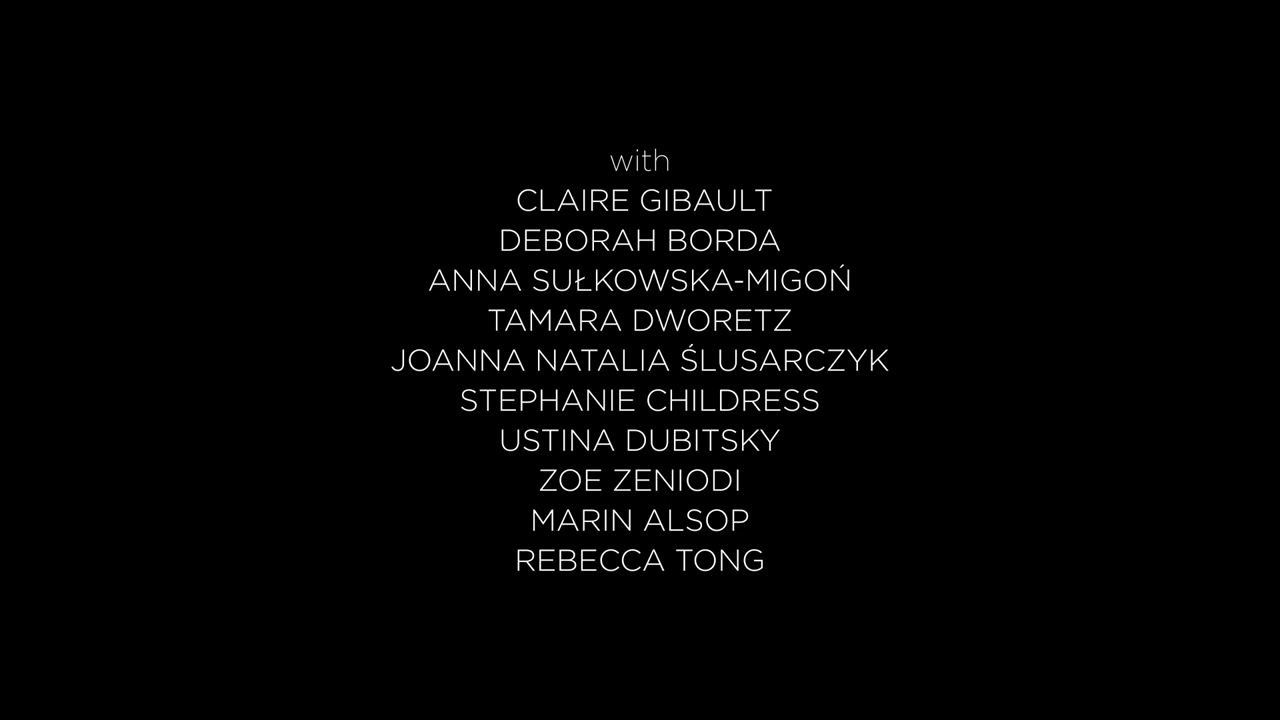 with
CLAIRE GIBAULT
DEBORAH BORDA
ANNA SUŁKOWSKA-MIGOŃ
TAMARA DWORETZ
JOANNA NATALIA ŚLUSARCZYK
STEPHANIE CHILDRESS
USTINA DUBITSKY
ZOE ZENIODI
MARIN ALSOP
REBECCA TONG